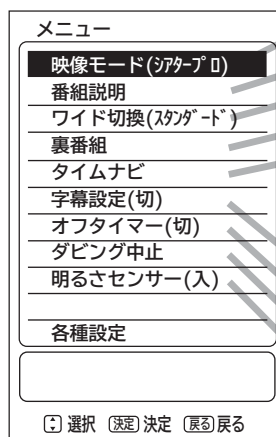 メニュー
映像モード(シアタープロ)
番組説明
ワイド切換(スタンダード)
裏番組
タイムナビ
字幕設定(切)
オフタイマー(切)
ダビング中止
明るさセンサー(入)
各種設定
選択 決定 決定 戻る 戻る